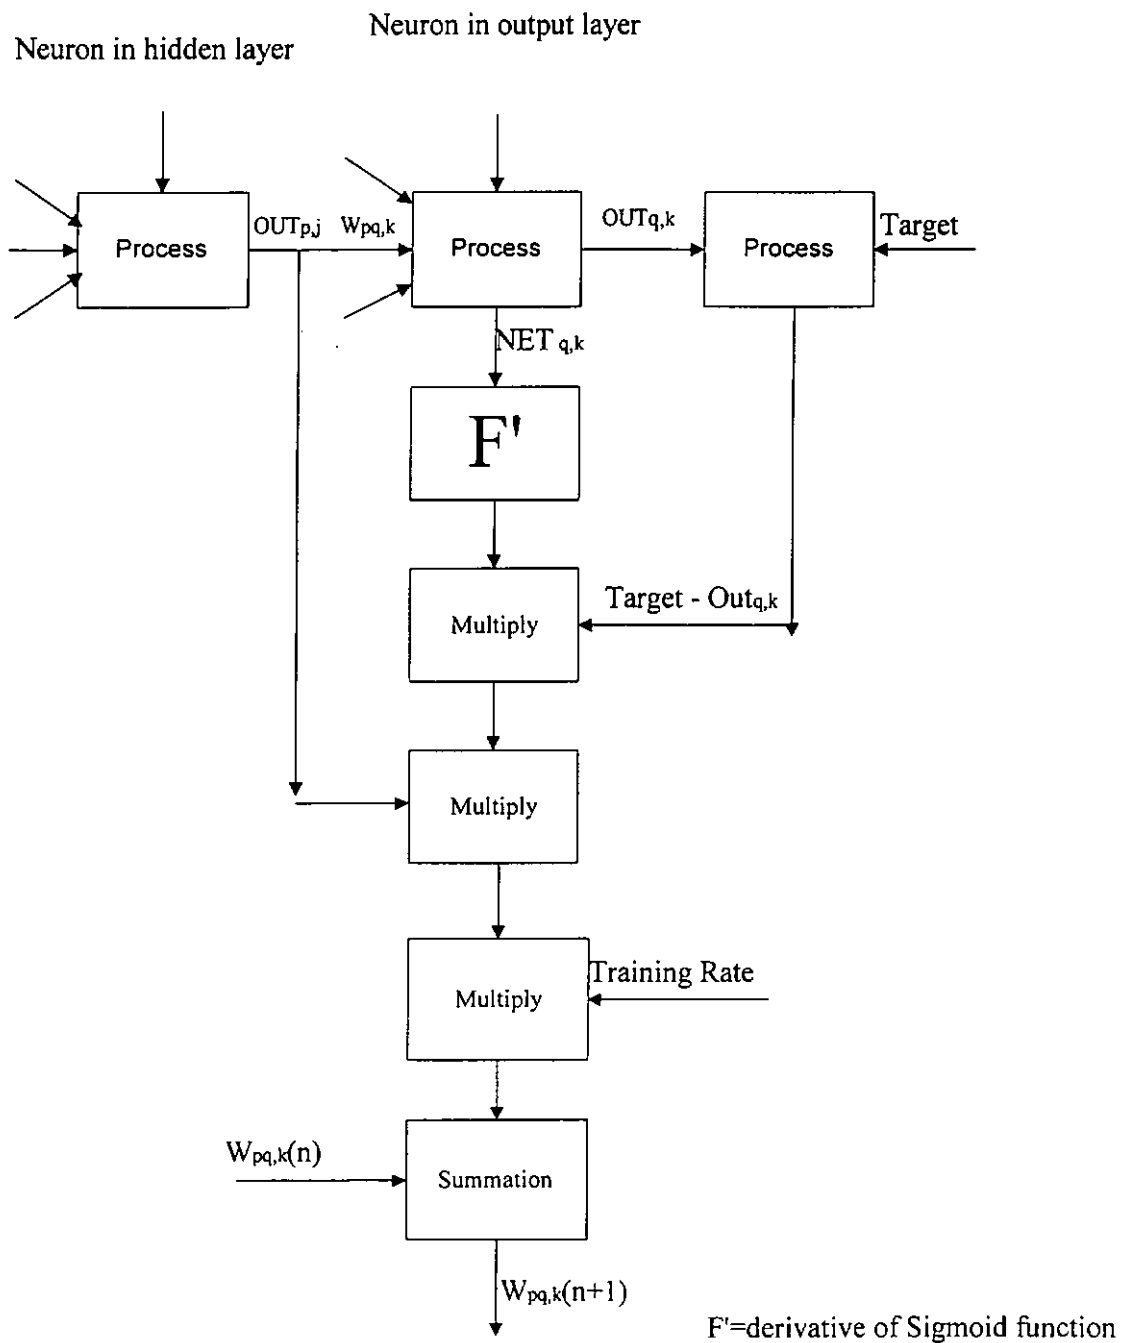 Neuron in hidden layer
Neuron in output layer
Process
OUTp,j
Wpq,k
Process
OUTq,k
Process
Target
NET q,k
F'
Multiply
Target - Outq,k
Multiply
Multiply
Training Rate
Wpq,k(n)
Summation
Wpq,k(n+1)
F'=derivative of Sigmoid function